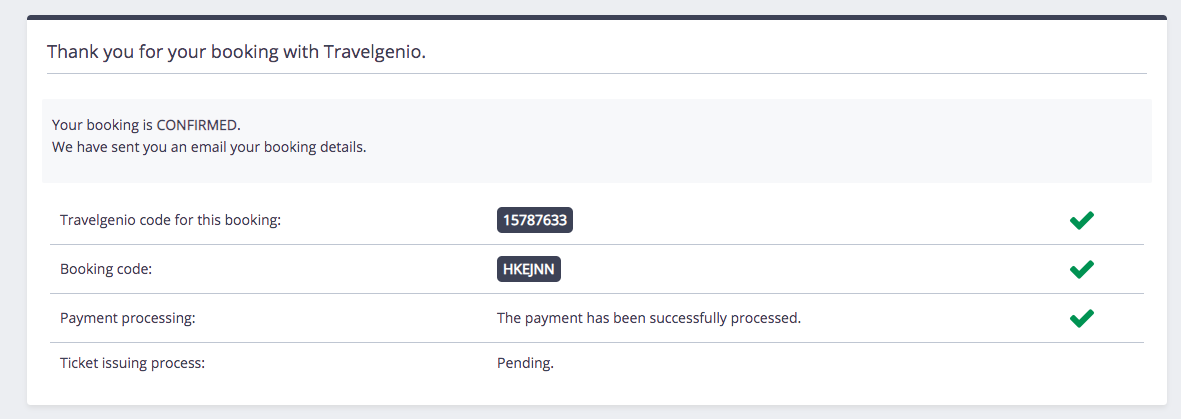 Thank you for your booking with Travelgenio.
Your booking is CONFIRMED.
We have sent you an email your booking details.
Travelgenio code for this booking: 15787633
Booking code: HKEJNN
Payment processing: The payment has been successfully processed.
Ticket issuing process: Pending.